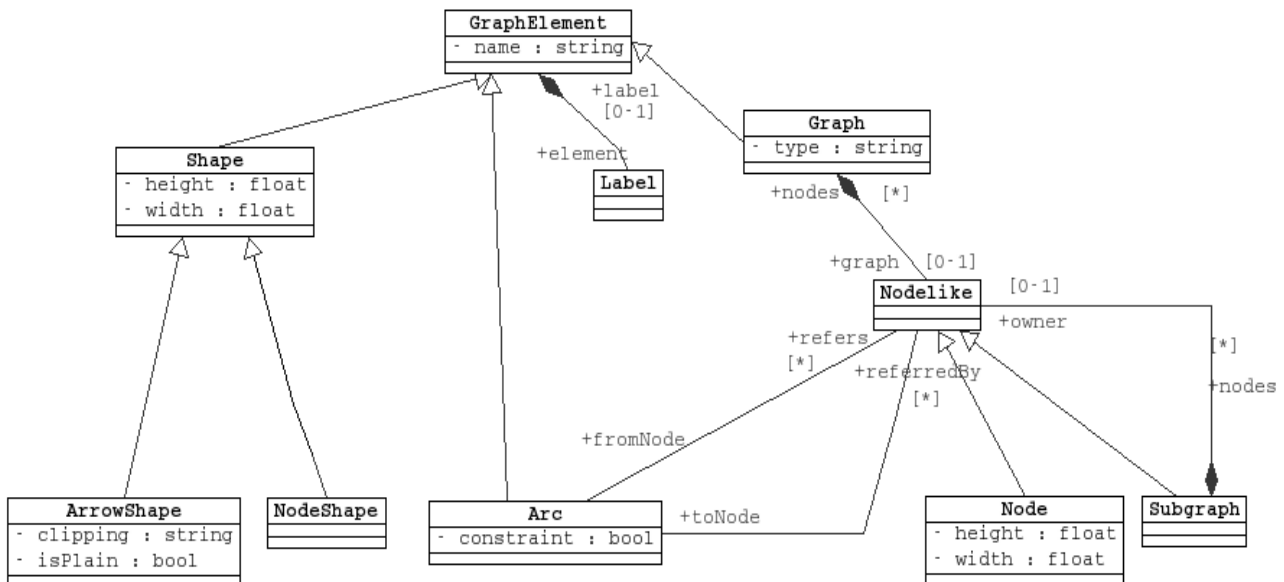 GraphElement
- name : string
+label
[0-1]
+element
Label
Graph
- type : string
+nodes [*]
Shape
- height : float
- width : float
+graph [0-1]
Nodelike
[0-1]
+owner
+refers
[*]
+referredBy
[*]
[*]
+nodes
+fromNode
+toNode
ArrowShape
- clipping : string
- isPlain : bool
NodeShape
Arc
- constraint : bool
Node
- height : float
- width : float
Subgraph